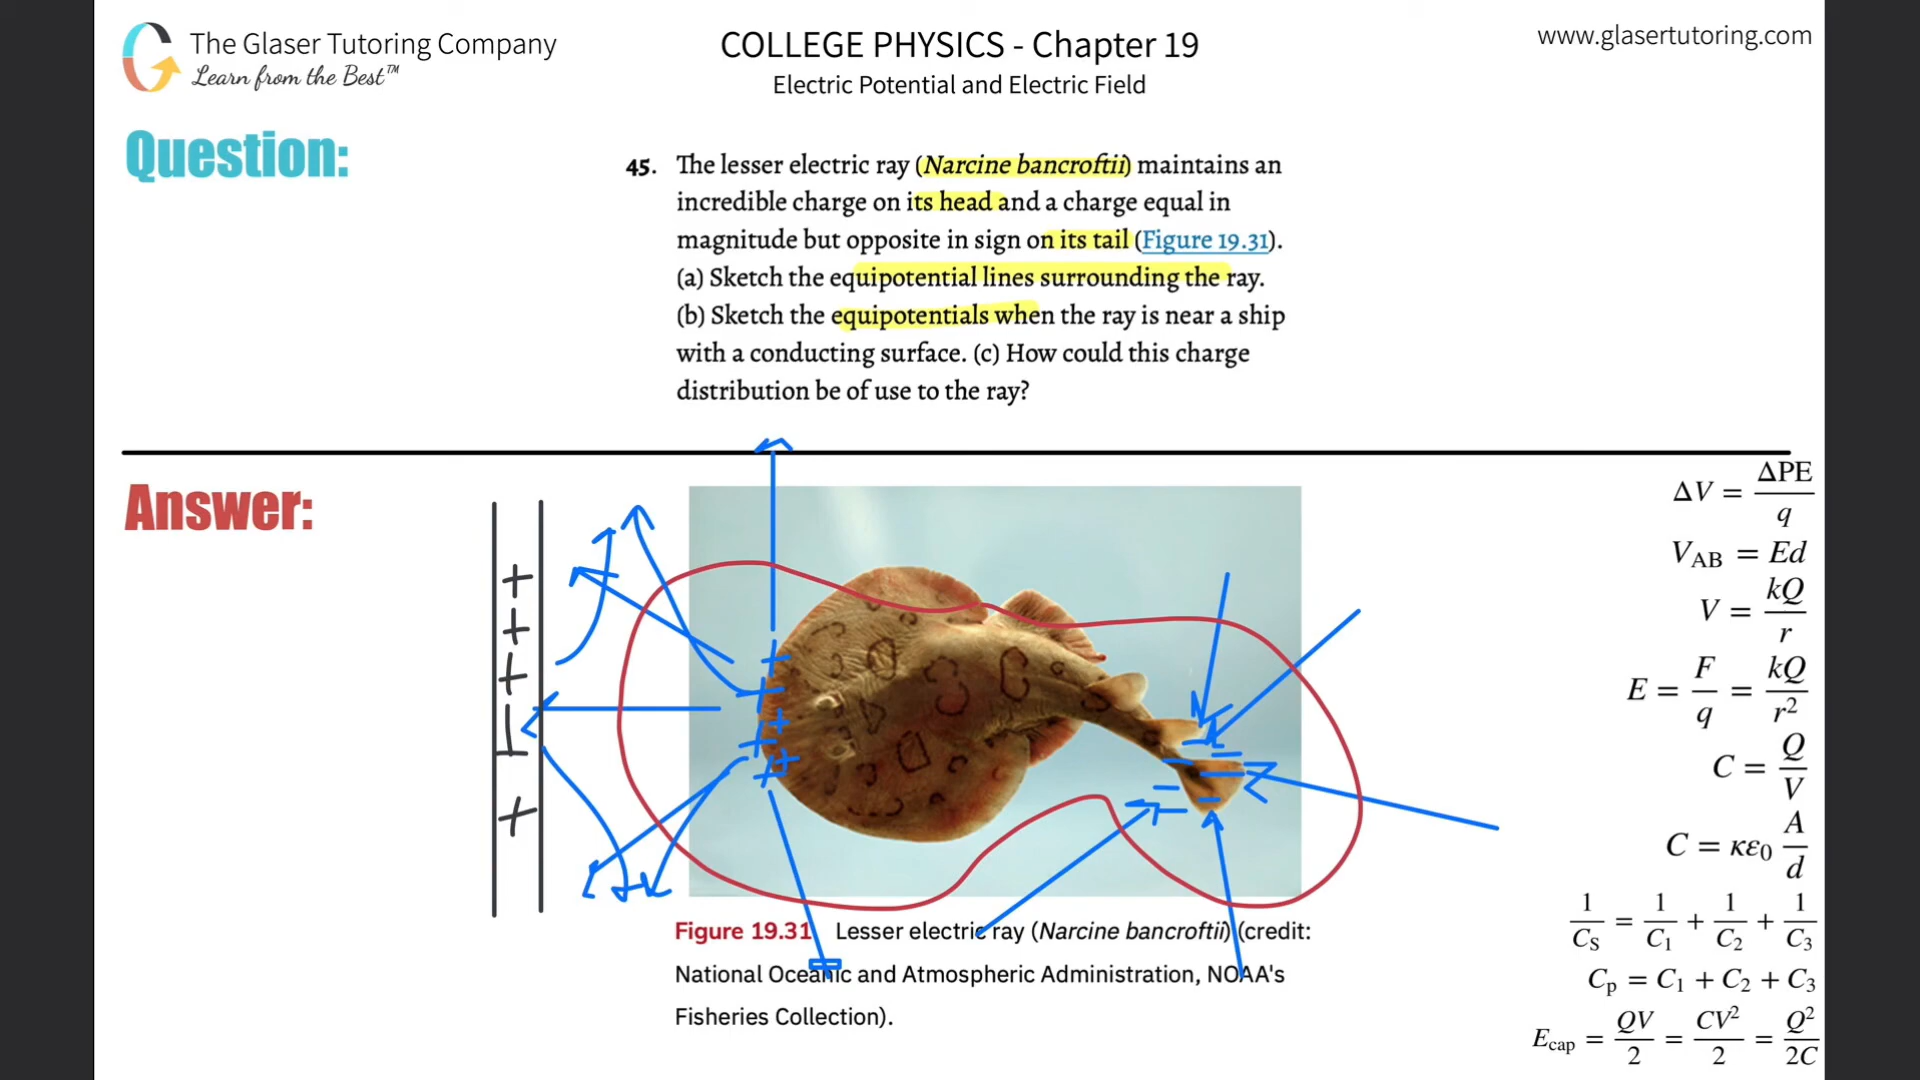 The Glaser Tutoring Company
Learn from the Best™
COLLEGE PHYSICS - Chapter 19
Electric Potential and Electric Field
www.glasertutoring.com
Question:
45. The lesser electric ray (Narcine bancroftii) maintains an
incredible charge on its head and a charge equal in
magnitude but opposite in sign on its tail (Figure 19.31).
(a) Sketch the equipotential lines surrounding the ray.
(b) Sketch the equipotentials when the ray is near a ship
with a conducting surface. (c) How could this charge
distribution be of use to the ray?
Answer:
+
+
+
+
+
Figure 19.31 Lesser electric ray (Narcine bancroftii) (credit:
National Oceanic and Atmospheric Administration, NOAA's
Fisheries Collection).
ΔV = ΔPE / q
V_AB = Ed
V = kQ / r
E = F / q = kQ / r²
C = Q / V
C = κε₀ A / d
1 / C_S = 1 / C₁ + 1 / C₂ + 1 / C₃
C_p = C₁ + C₂ + C₃
E_cap = QV / 2 = CV² / 2 = Q² / 2C